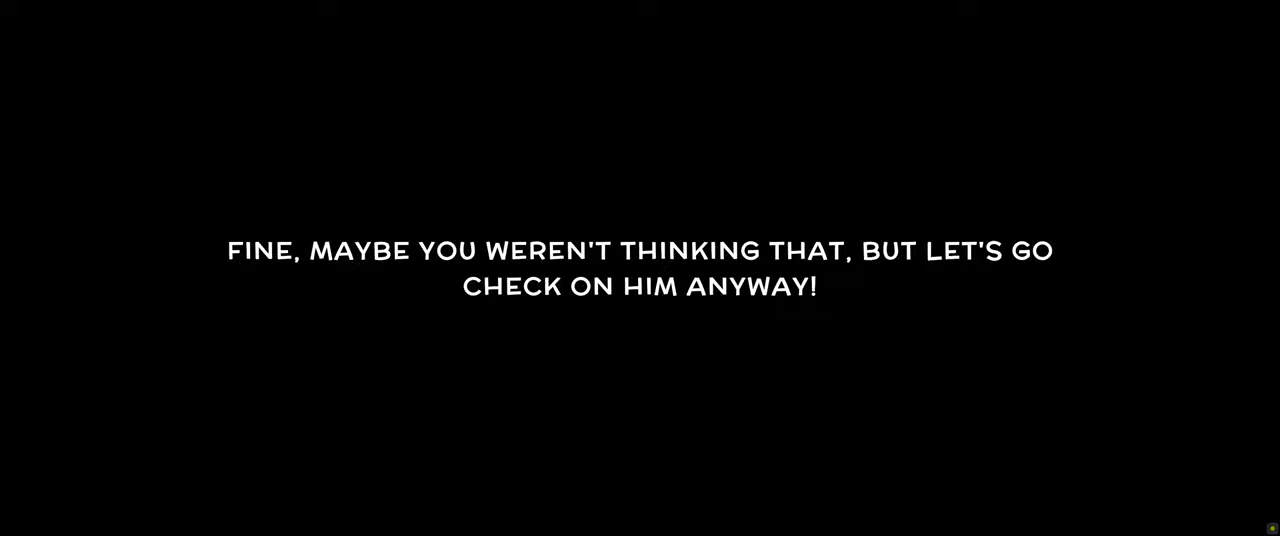 FINE, MAYBE YOU WEREN'T THINKING THAT, BUT LET'S GO
CHECK ON HIM ANYWAY!